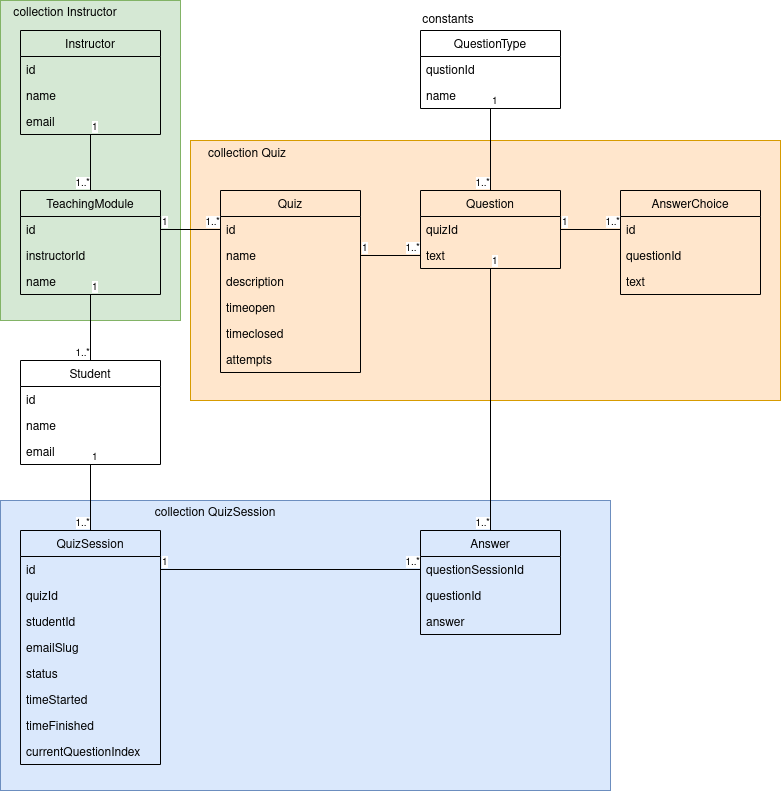 collection Instructor
Instructor
id
name
email
1
1..*
TeachingModule
id
instructorId
name
1
1
1..*
1..*
Student
id
name
email
1
1..*
constants
QuestionType
qustionId
name
1
1..*
collection Quiz
Quiz
id
name
description
timeopen
timeclosed
attempts
1
1..*
Question
quizId
text
1
1
1..*
AnswerChoice
id
questionId
text
collection QuizSession
QuizSession
id
quizId
studentId
emailSlug
status
timeStarted
timeFinished
currentQuestionIndex
1
1..*
1..*
Answer
questionSessionId
questionId
answer